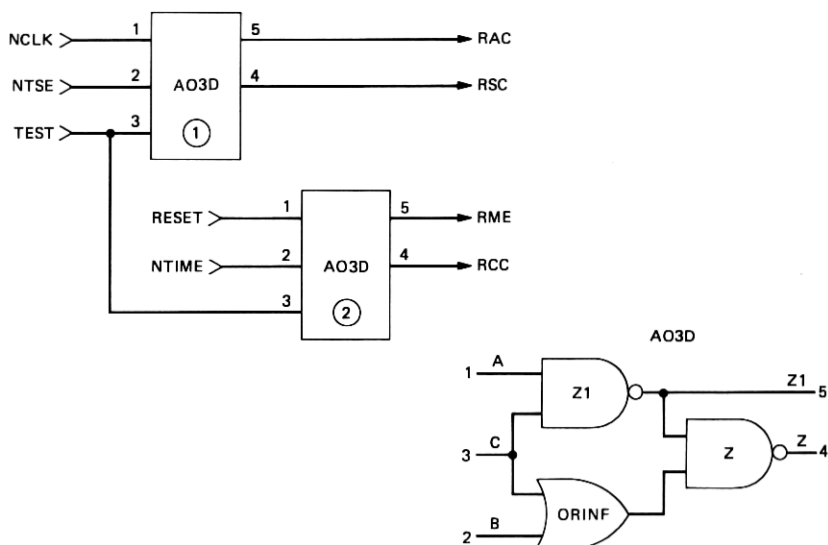 NCLK 1 5 RAC
NTSE 2 AO3D 4 RSC
TEST 3
1
RESET 1 5 RME
NTIME 2 AO3D 4 RCC
3
2
AO3D
1 A Z1 Z1 5
3 C Z Z 4
ORINF
2 B